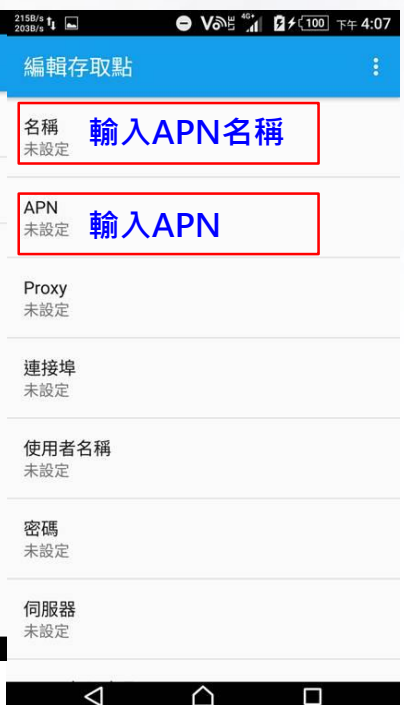 215B/s
203B/s
4G+
100
下午 4:07
編輯存取點
名稱
未設定
輸入APN名稱
APN
未設定
輸入APN
Proxy
未設定
連接埠
未設定
使用者名稱
未設定
密碼
未設定
伺服器
未設定